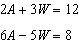 2A + 3W = 12
6A − 5W = 8